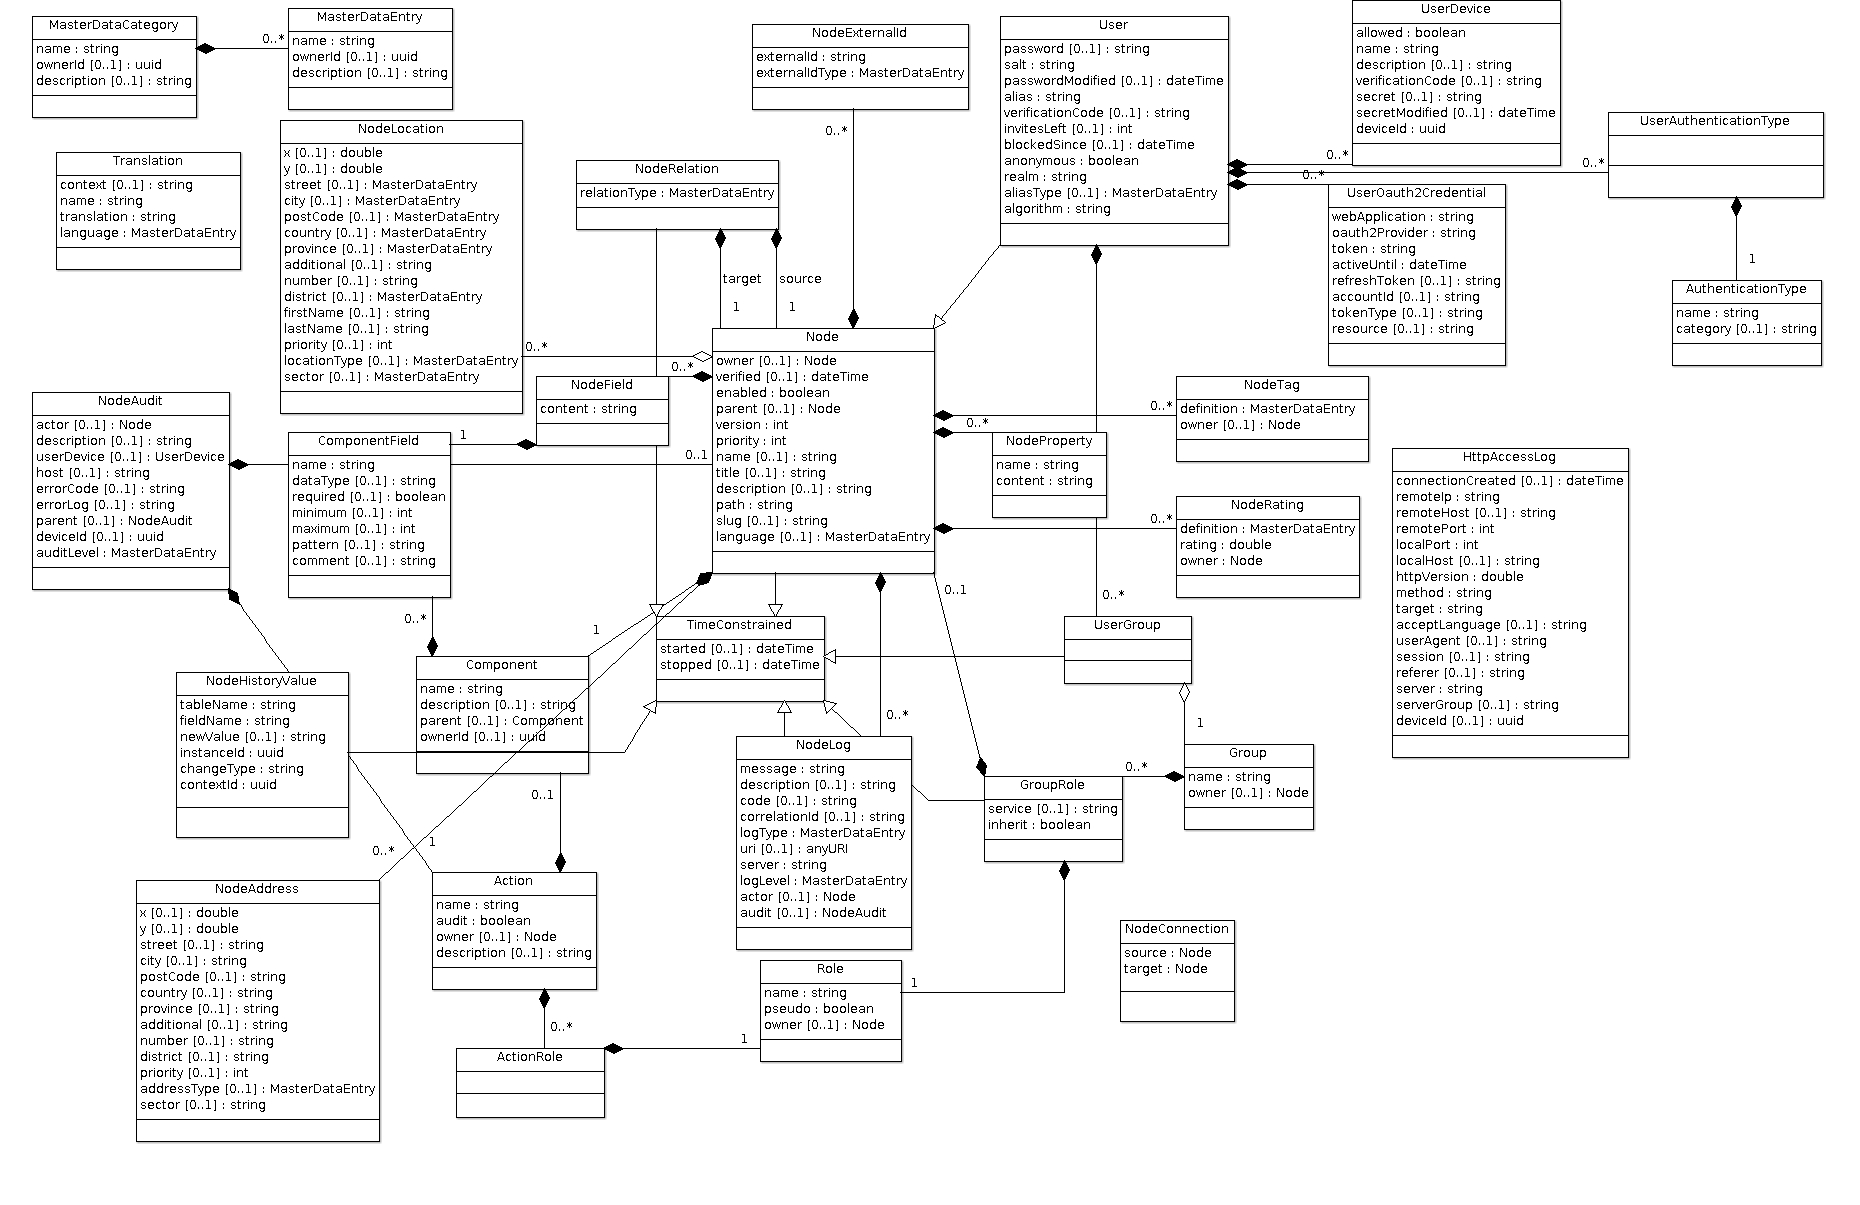 MasterDataCategory
name : string
ownerId [0..1] : uuid
description [0..1] : string
0..*
MasterDataEntry
name : string
ownerId [0..1] : uuid
description [0..1] : string
NodeExternalId
externalId : string
externalIdType : MasterDataEntry
0..*
User
password [0..1] : string
salt : string
passwordModified [0..1] : dateTime
alias : string
verificationCode [0..1] : string
invitesLeft [0..1] : int
blockedSince [0..1] : dateTime
anonymous : boolean
realm : string
aliasType [0..1] : MasterDataEntry
algorithm : string
UserDevice
allowed : boolean
name : string
description [0..1] : string
verificationCode [0..1] : string
secret [0..1] : string
secretModified [0..1] : dateTime
deviceId : uuid
0..*
0..*
0..*
UserAuthenticationType
1
AuthenticationType
name : string
category [0..1] : string
UserOauth2Credential
webApplication : string
oauth2Provider : string
token : string
activeUntil : dateTime
refreshToken [0..1] : string
accountId [0..1] : string
tokenType [0..1] : string
resource [0..1] : string
Translation
context [0..1] : string
name : string
translation : string
language : MasterDataEntry
NodeLocation
x [0..1] : double
y [0..1] : double
street [0..1] : MasterDataEntry
city [0..1] : MasterDataEntry
postCode [0..1] : MasterDataEntry
country [0..1] : MasterDataEntry
province [0..1] : MasterDataEntry
additional [0..1] : string
number [0..1] : string
district [0..1] : MasterDataEntry
firstName [0..1] : string
lastName [0..1] : string
priority [0..1] : int
locationType [0..1] : MasterDataEntry
sector [0..1] : MasterDataEntry
0..*
NodeRelation
relationType : MasterDataEntry
target
source
1
1
0..*
NodeField
content : string
1
Node
owner [0..1] : Node
verified [0..1] : dateTime
enabled : boolean
parent [0..1] : Node
version : int
priority : int
name [0..1] : string
title [0..1] : string
description [0..1] : string
path : string
slug [0..1] : string
language [0..1] : MasterDataEntry
0..*
NodeTag
definition : MasterDataEntry
owner [0..1] : Node
0..*
NodeProperty
name : string
content : string
0..*
NodeRating
definition : MasterDataEntry
rating : double
owner : Node
HttpAccessLog
connectionCreated [0..1] : dateTime
remoteIp : string
remoteHost [0..1] : string
remotePort : int
localPort : int
localHost [0..1] : string
httpVersion : double
method : string
target : string
acceptLanguage [0..1] : string
userAgent [0..1] : string
session [0..1] : string
referer [0..1] : string
server : string
serverGroup [0..1] : string
deviceId [0..1] : uuid
NodeAudit
actor [0..1] : Node
description [0..1] : string
userDevice [0..1] : UserDevice
host [0..1] : string
errorCode [0..1] : string
errorLog [0..1] : string
parent [0..1] : NodeAudit
deviceId [0..1] : uuid
auditLevel : MasterDataEntry
0..1
ComponentField
name : string
dataType [0..1] : string
required [0..1] : boolean
minimum [0..1] : int
maximum [0..1] : int
pattern [0..1] : string
comment [0..1] : string
0..*
1
0..1
0..*
TimeConstrained
started [0..1] : dateTime
stopped [0..1] : dateTime
UserGroup
Component
name : string
description [0..1] : string
parent [0..1] : Component
ownerId [0..1] : uuid
NodeHistoryValue
tableName : string
fieldName : string
newValue [0..1] : string
instanceId : uuid
changeType : string
contextId : uuid
0..*
1
NodeLog
message : string
description [0..1] : string
code [0..1] : string
correlationId [0..1] : string
logType : MasterDataEntry
uri [0..1] : anyURI
server : string
logLevel : MasterDataEntry
actor [0..1] : Node
audit [0..1] : NodeAudit
Group
name : string
owner [0..1] : Node
0..*
GroupRole
service [0..1] : string
inherit : boolean
0..1
1
0..*
NodeAddress
x [0..1] : double
y [0..1] : double
street [0..1] : string
city [0..1] : string
postCode [0..1] : string
country [0..1] : string
province [0..1] : string
additional [0..1] : string
number [0..1] : string
district [0..1] : string
priority [0..1] : int
addressType [0..1] : MasterDataEntry
sector [0..1] : string
Action
name : string
audit : boolean
owner [0..1] : Node
description [0..1] : string
0..*
ActionRole
1
Role
name : string
pseudo : boolean
owner [0..1] : Node
1
NodeConnection
source : Node
target : Node